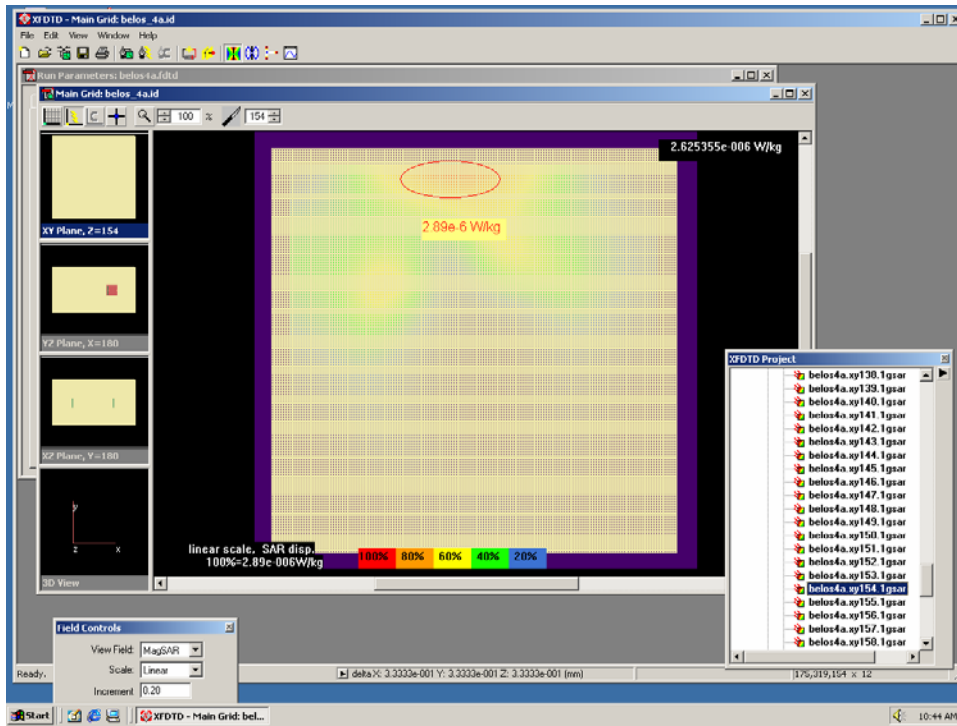 XFDTD - Main Grid: belos_4a.id
File Edit View Window Help
Run Parameters: belos4a.fdtd
Main Grid: belos_4a.id
100 % 154
2.625355e-006 W/kg
2.89e-6 W/kg
XY Plane, Z=154
YZ Plane, X=180
XZ Plane, Y=180
y
z x
3D View
linear scale, SAR disp.
100%=2.89e-006W/kg
100% 80% 60% 40% 20%
XFDTD Project
belos4a.xy138.1gsar
belos4a.xy139.1gsar
belos4a.xy140.1gsar
belos4a.xy141.1gsar
belos4a.xy142.1gsar
belos4a.xy143.1gsar
belos4a.xy144.1gsar
belos4a.xy145.1gsar
belos4a.xy146.1gsar
belos4a.xy147.1gsar
belos4a.xy148.1gsar
belos4a.xy149.1gsar
belos4a.xy150.1gsar
belos4a.xy151.1gsar
belos4a.xy152.1gsar
belos4a.xy153.1gsar
belos4a.xy154.1gsar
belos4a.xy155.1gsar
belos4a.xy156.1gsar
belos4a.xy157.1gsar
belos4a.xy158.1gsar
Field Controls
View Field: MagSAR
Scale: Linear
Increment 0.20
Ready.
delta X: 3.3333e-001 Y: 3.3333e-001 Z: 3.3333e-001 (mm)
175,319,154 x 12
Start
XFDTD - Main Grid: bel...
10:44 AM